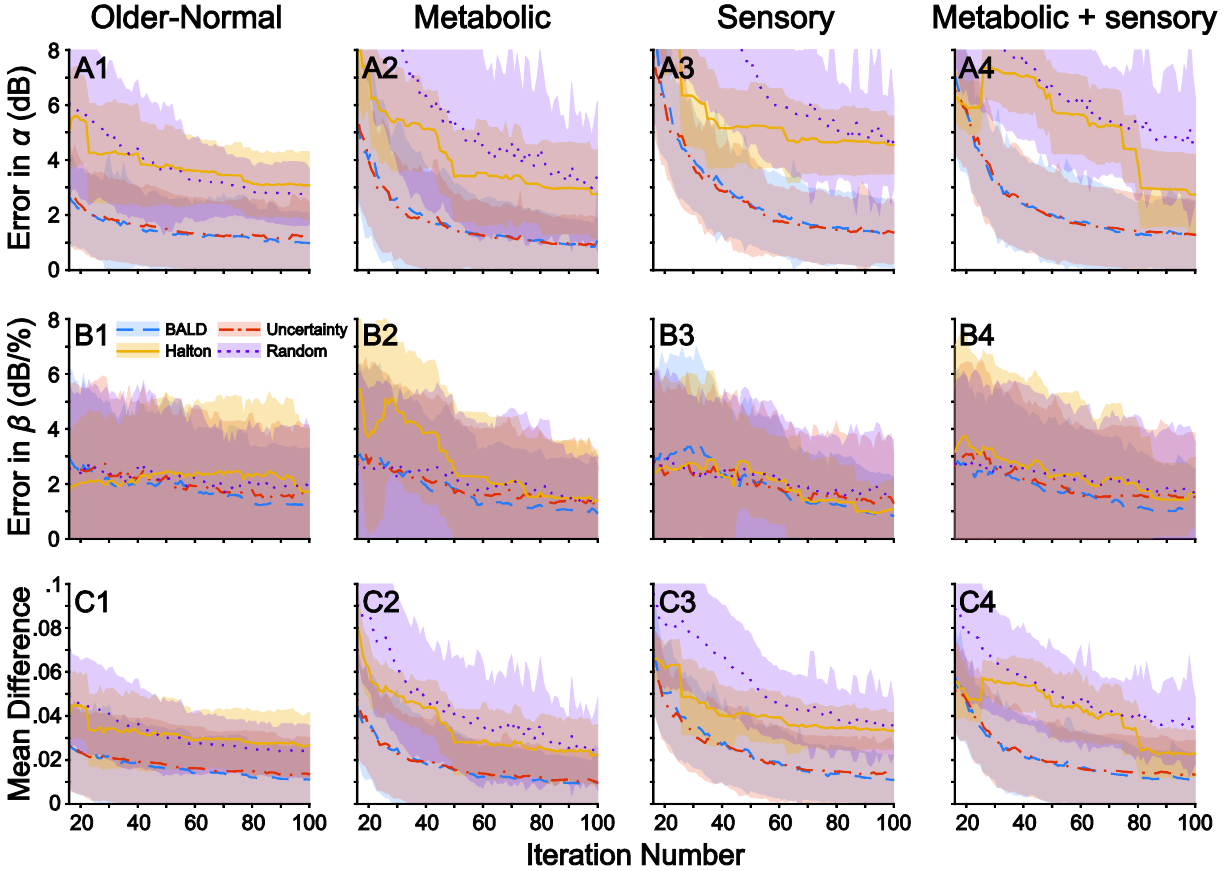 Older-Normal Metabolic Sensory Metabolic + sensory
Error in α (dB)
8 6 4 2 0
A1 A2 A3 A4
Error in β (dB/%)
8 6 4 2 0
B1 B2 B3 B4
BALD Uncertainty
Halton Random
Mean Difference
.1 .08 .06 .04 .02 0
C1 C2 C3 C4
20 40 60 80 100 20 40 60 80 100 20 40 60 80 100 20 40 60 80 100
Iteration Number